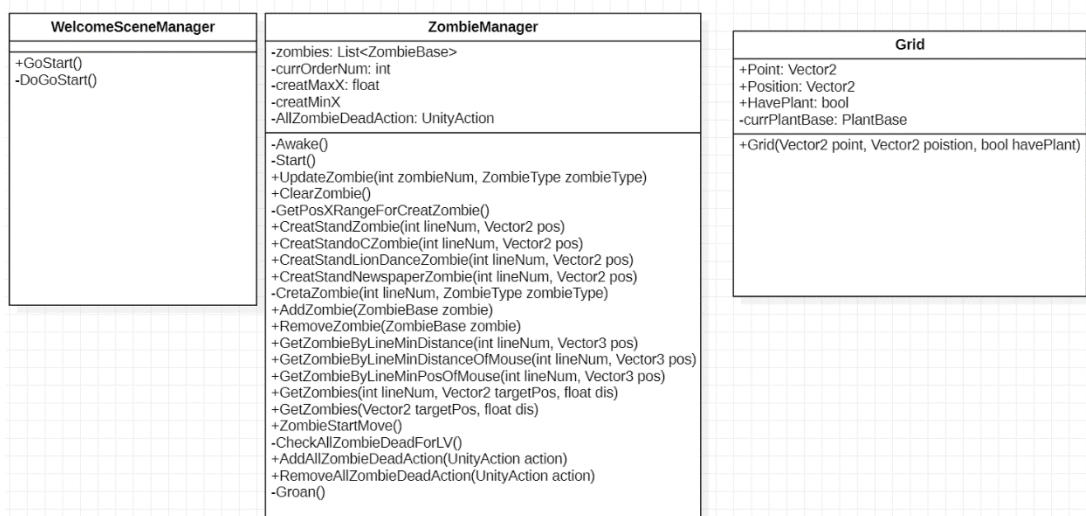 WelcomeSceneManager
+GoStart()
-DoGoStart()
ZombieManager
-zombies: List<ZombieBase>
-currOrderNum: int
-creatMaxX: float
-creatMinX
-AllZombieDeadAction: UnityAction
-Awake()
-Start()
+UpdateZombie(int zombieNum, ZombieType zombieType)
+ClearZombie()
-GetPosXRangeForCreatZombie()
+CreatStandZombie(int lineNum, Vector2 pos)
+CreatStandoCZombie(int lineNum, Vector2 pos)
+CreatStandLionDanceZombie(int lineNum, Vector2 pos)
+CreatStandNewspaperZombie(int lineNum, Vector2 pos)
-CretaZombie(int lineNum, ZombieType zombieType)
+AddZombie(ZombieBase zombie)
+RemoveZombie(ZombieBase zombie)
+GetZombieByLineMinDistance(int lineNum, Vector3 pos)
+GetZombieByLineMinDistanceOfMouse(int lineNum, Vector3 pos)
+GetZombieByLineMinPosOfMouse(int lineNum, Vector3 pos)
+GetZombies(int lineNum, Vector2 targetPos, float dis)
+GetZombies(Vector2 targetPos, float dis)
+ZombieStartMove()
-CheckAllZombieDeadForLV()
+AddAllZombieDeadAction(UnityAction action)
+RemoveAllZombieDeadAction(UnityAction action)
-Groan()
Grid
+Point: Vector2
+Position: Vector2
+HavePlant: bool
-currPlantBase: PlantBase
+Grid(Vector2 point, Vector2 poistion, bool havePlant)